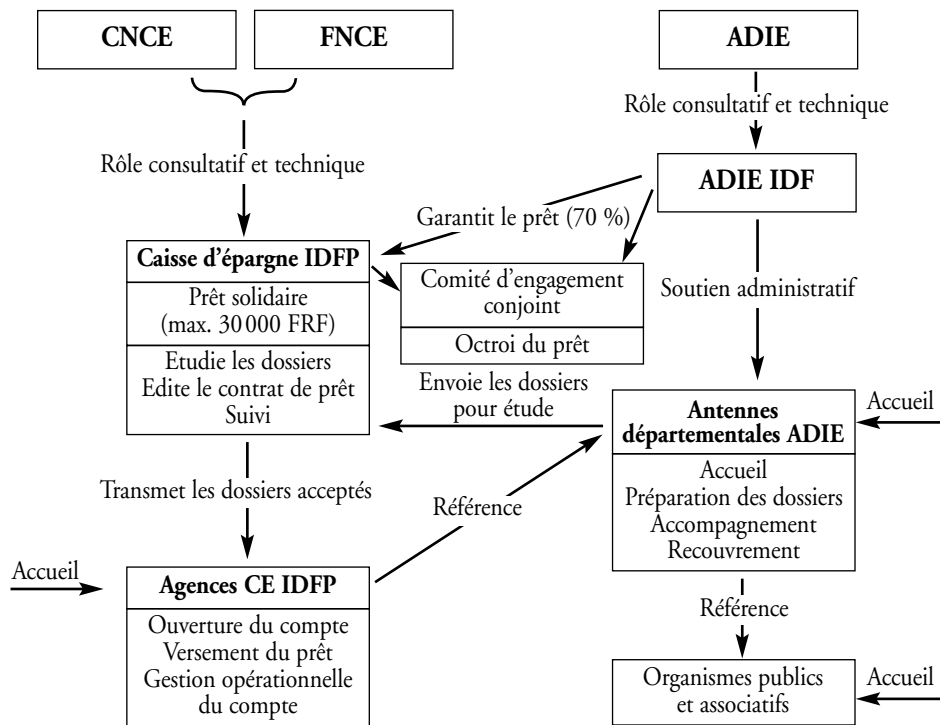 CNCE
FNCE
ADIE
Rôle consultatif et technique
Rôle consultatif et technique
ADIE IDF
Garantit le prêt (70 %)
Caisse d'épargne IDFP
Prêt solidaire
(max. 30 000 FRF)
Etudie les dossiers
Edite le contrat de prêt
Suivi
Comité d'engagement
conjoint
Octroi du prêt
Soutien administratif
Envoie les dossiers
pour étude
Antennes
départementales ADIE
Accueil
Accueil
Préparation des dossiers
Accompagnement
Recouvrement
Transmet les dossiers acceptés
Référence
Accueil
Agences CE IDFP
Ouverture du compte
Versement du prêt
Gestion opérationnelle
du compte
Référence
Organismes publics
et associatifs
Accueil